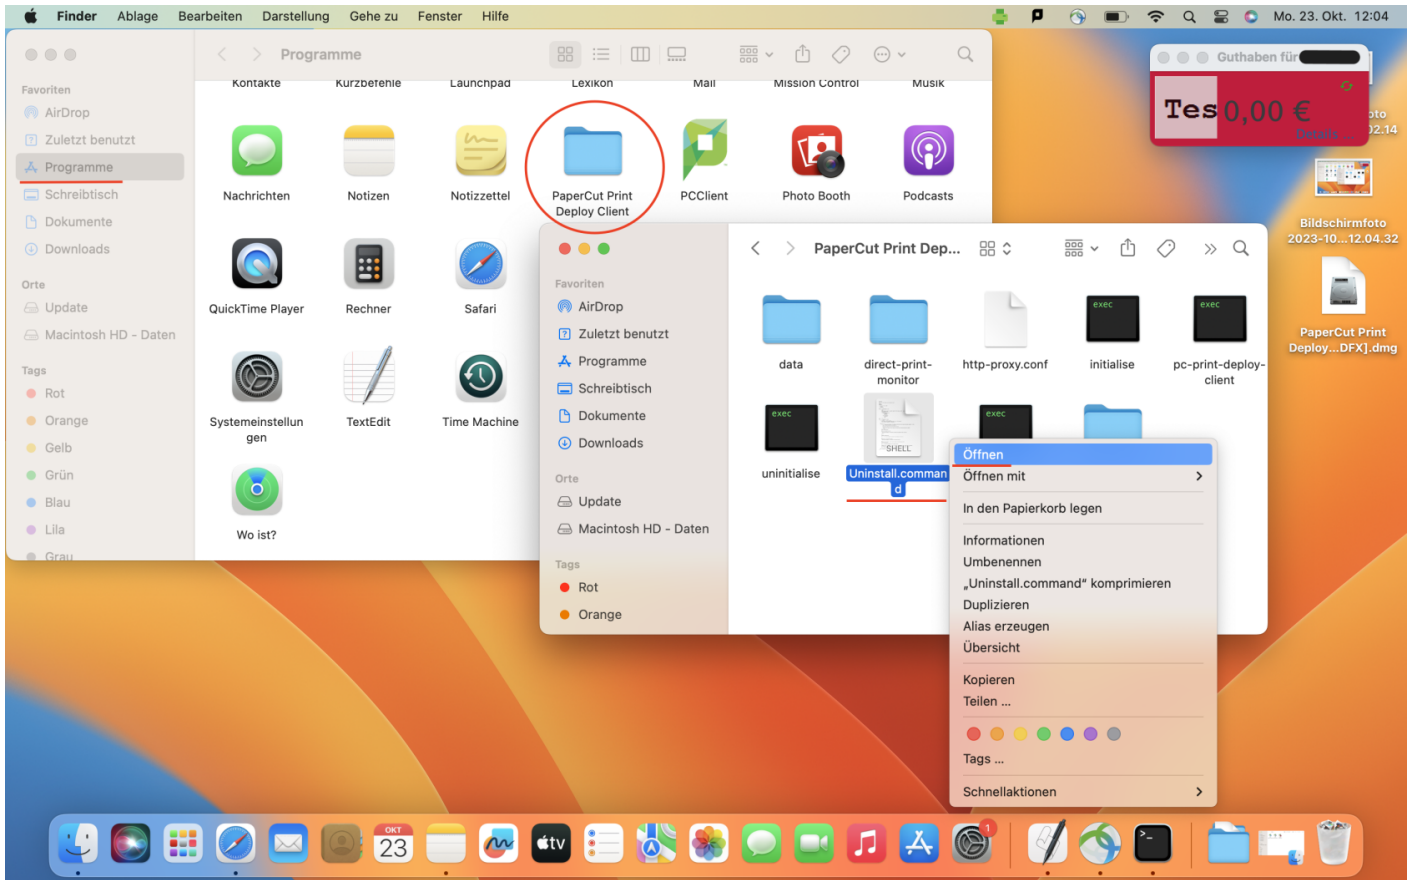 Finder Ablage Bearbeiten Darstellung Gehe zu Fenster Hilfe
Mo. 23. Okt. 12:04
Programme
Favoriten
AirDrop
Zuletzt benutzt
Programme
Schreibtisch
Dokumente
Downloads
Orte
Update
Macintosh HD - Daten
Tags
Rot
Orange
Gelb
Grün
Blau
Lila
Grau
Kontakte Kurzbefehle Launchpad Lexikon Mail Mission Control Musik
Nachrichten Notizen Notizzettel PaperCut Print PCClient Photo Booth Podcasts
Deploy Client
QuickTime Player Rechner Safari
Systemeinstellun TextEdit Time Machine
gen
Wo ist?
Guthaben für
Tes 0,00 €
Details ...
oto
02.14
Bildschirmfoto
2023-10...12.04.32
PaperCut Print
Deploy...DFX].dmg
PaperCut Print Dep...
Favoriten
AirDrop
Zuletzt benutzt
Programme
Schreibtisch
Dokumente
Downloads
Orte
Update
Macintosh HD - Daten
Tags
Rot
Orange
exec exec
data direct-print- http-proxy.conf initialise pc-print-deploy-
monitor client
exec SHELL exec
uninitialise Uninstall.comman
d
Öffnen
Öffnen mit
In den Papierkorb legen
Informationen
Umbenennen
„Uninstall.command“ komprimieren
Duplizieren
Alias erzeugen
Übersicht
Kopieren
Teilen ...
Tags ...
Schnellaktionen
OKT
23
tv
1
>_